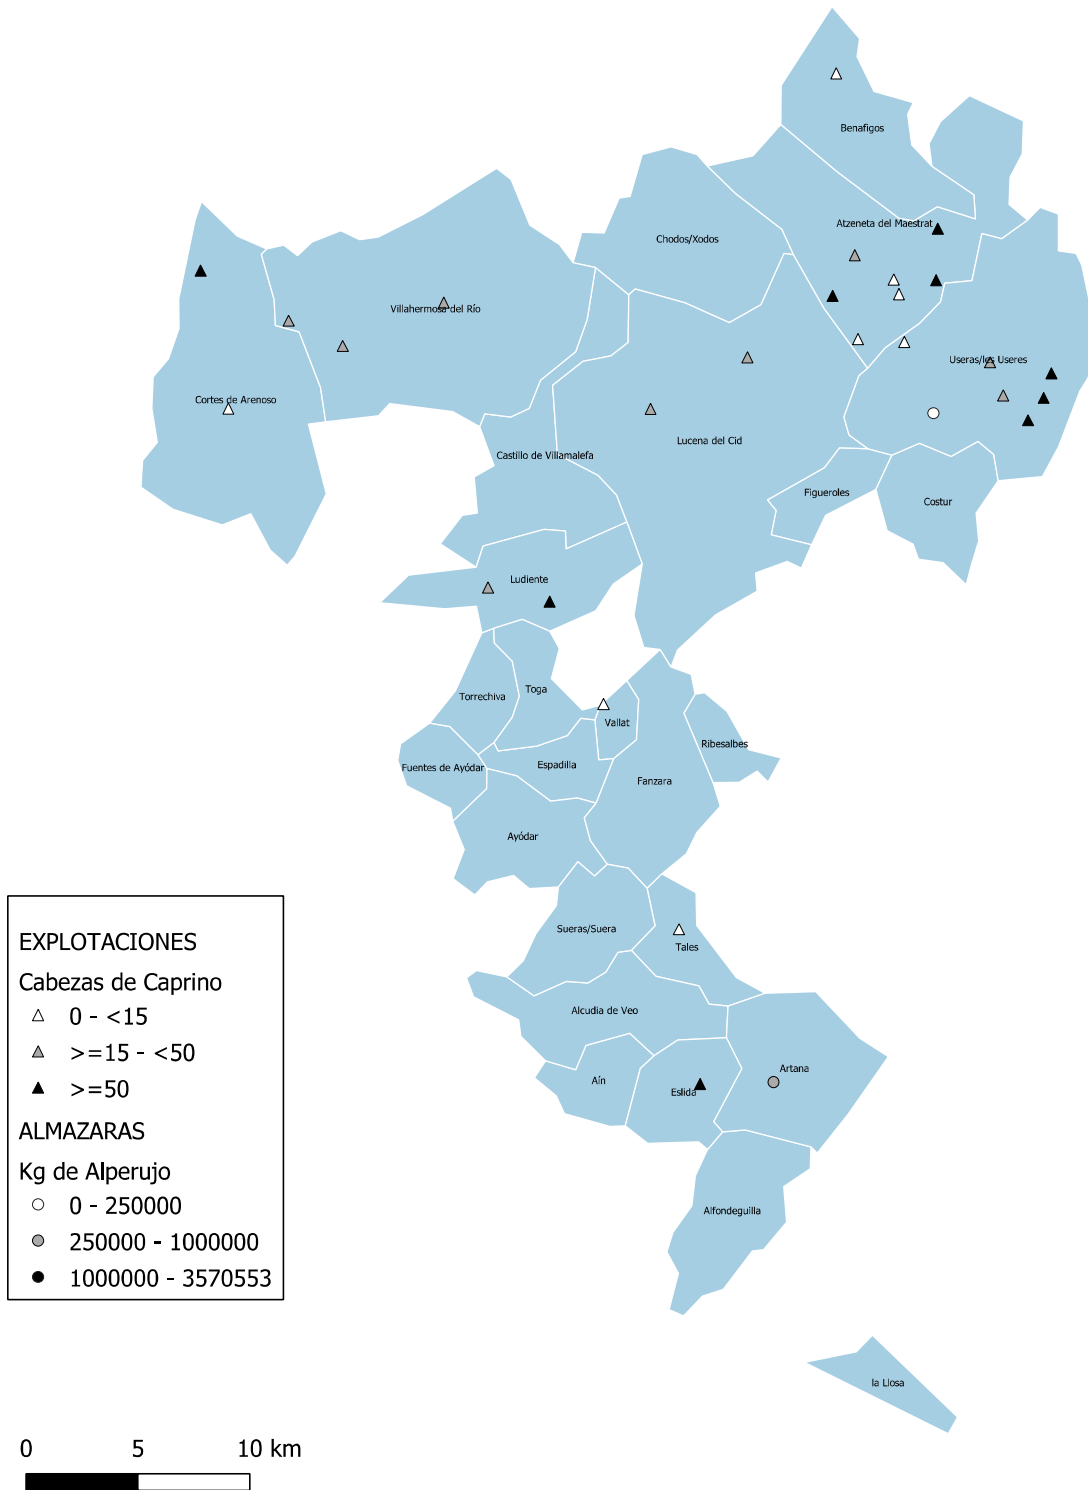 Benafigos
Atzeneta del Maestrat
Chodos/Xodos
Villahermosa del Río
Useras/les Useres
Cortes de Arenoso
Lucena del Cid
Castillo de Villamalefa
Figueroles
Costur
Ludiente
Toga
Torrechiva
Vallat
Ribesalbes
Fuentes de Ayódar
Espadilla
Fanzara
Ayódar
Sueras/Suera
Tales
Alcudia de Veo
Aín
Eslida
Artana
Alfondeguilla
la Llosa
EXPLOTACIONES
Cabezas de Caprino
0 - <15
>=15 - <50
>=50
ALMAZARAS
Kg de Alperujo
0 - 250000
250000 - 1000000
1000000 - 3570553
0 5 10 km